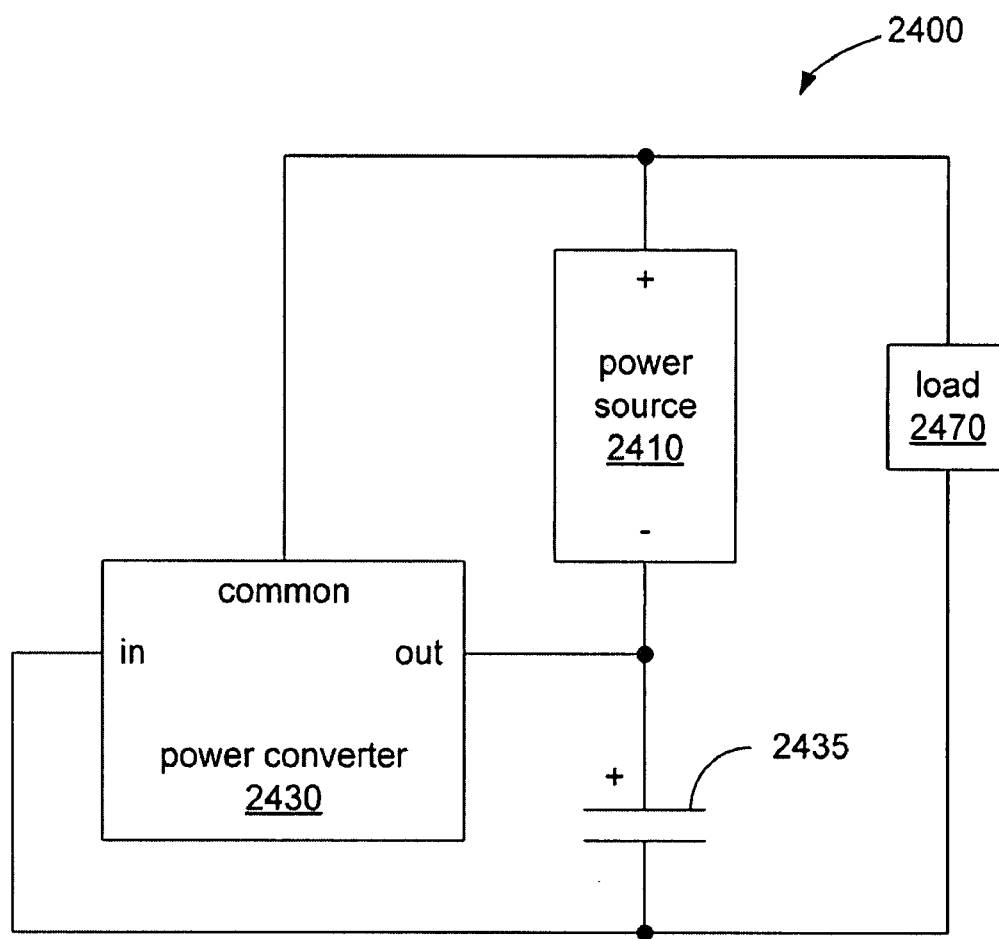 2400
+
power
source
2410
-
load
2470
common
in
out
power converter
2430
+
2435